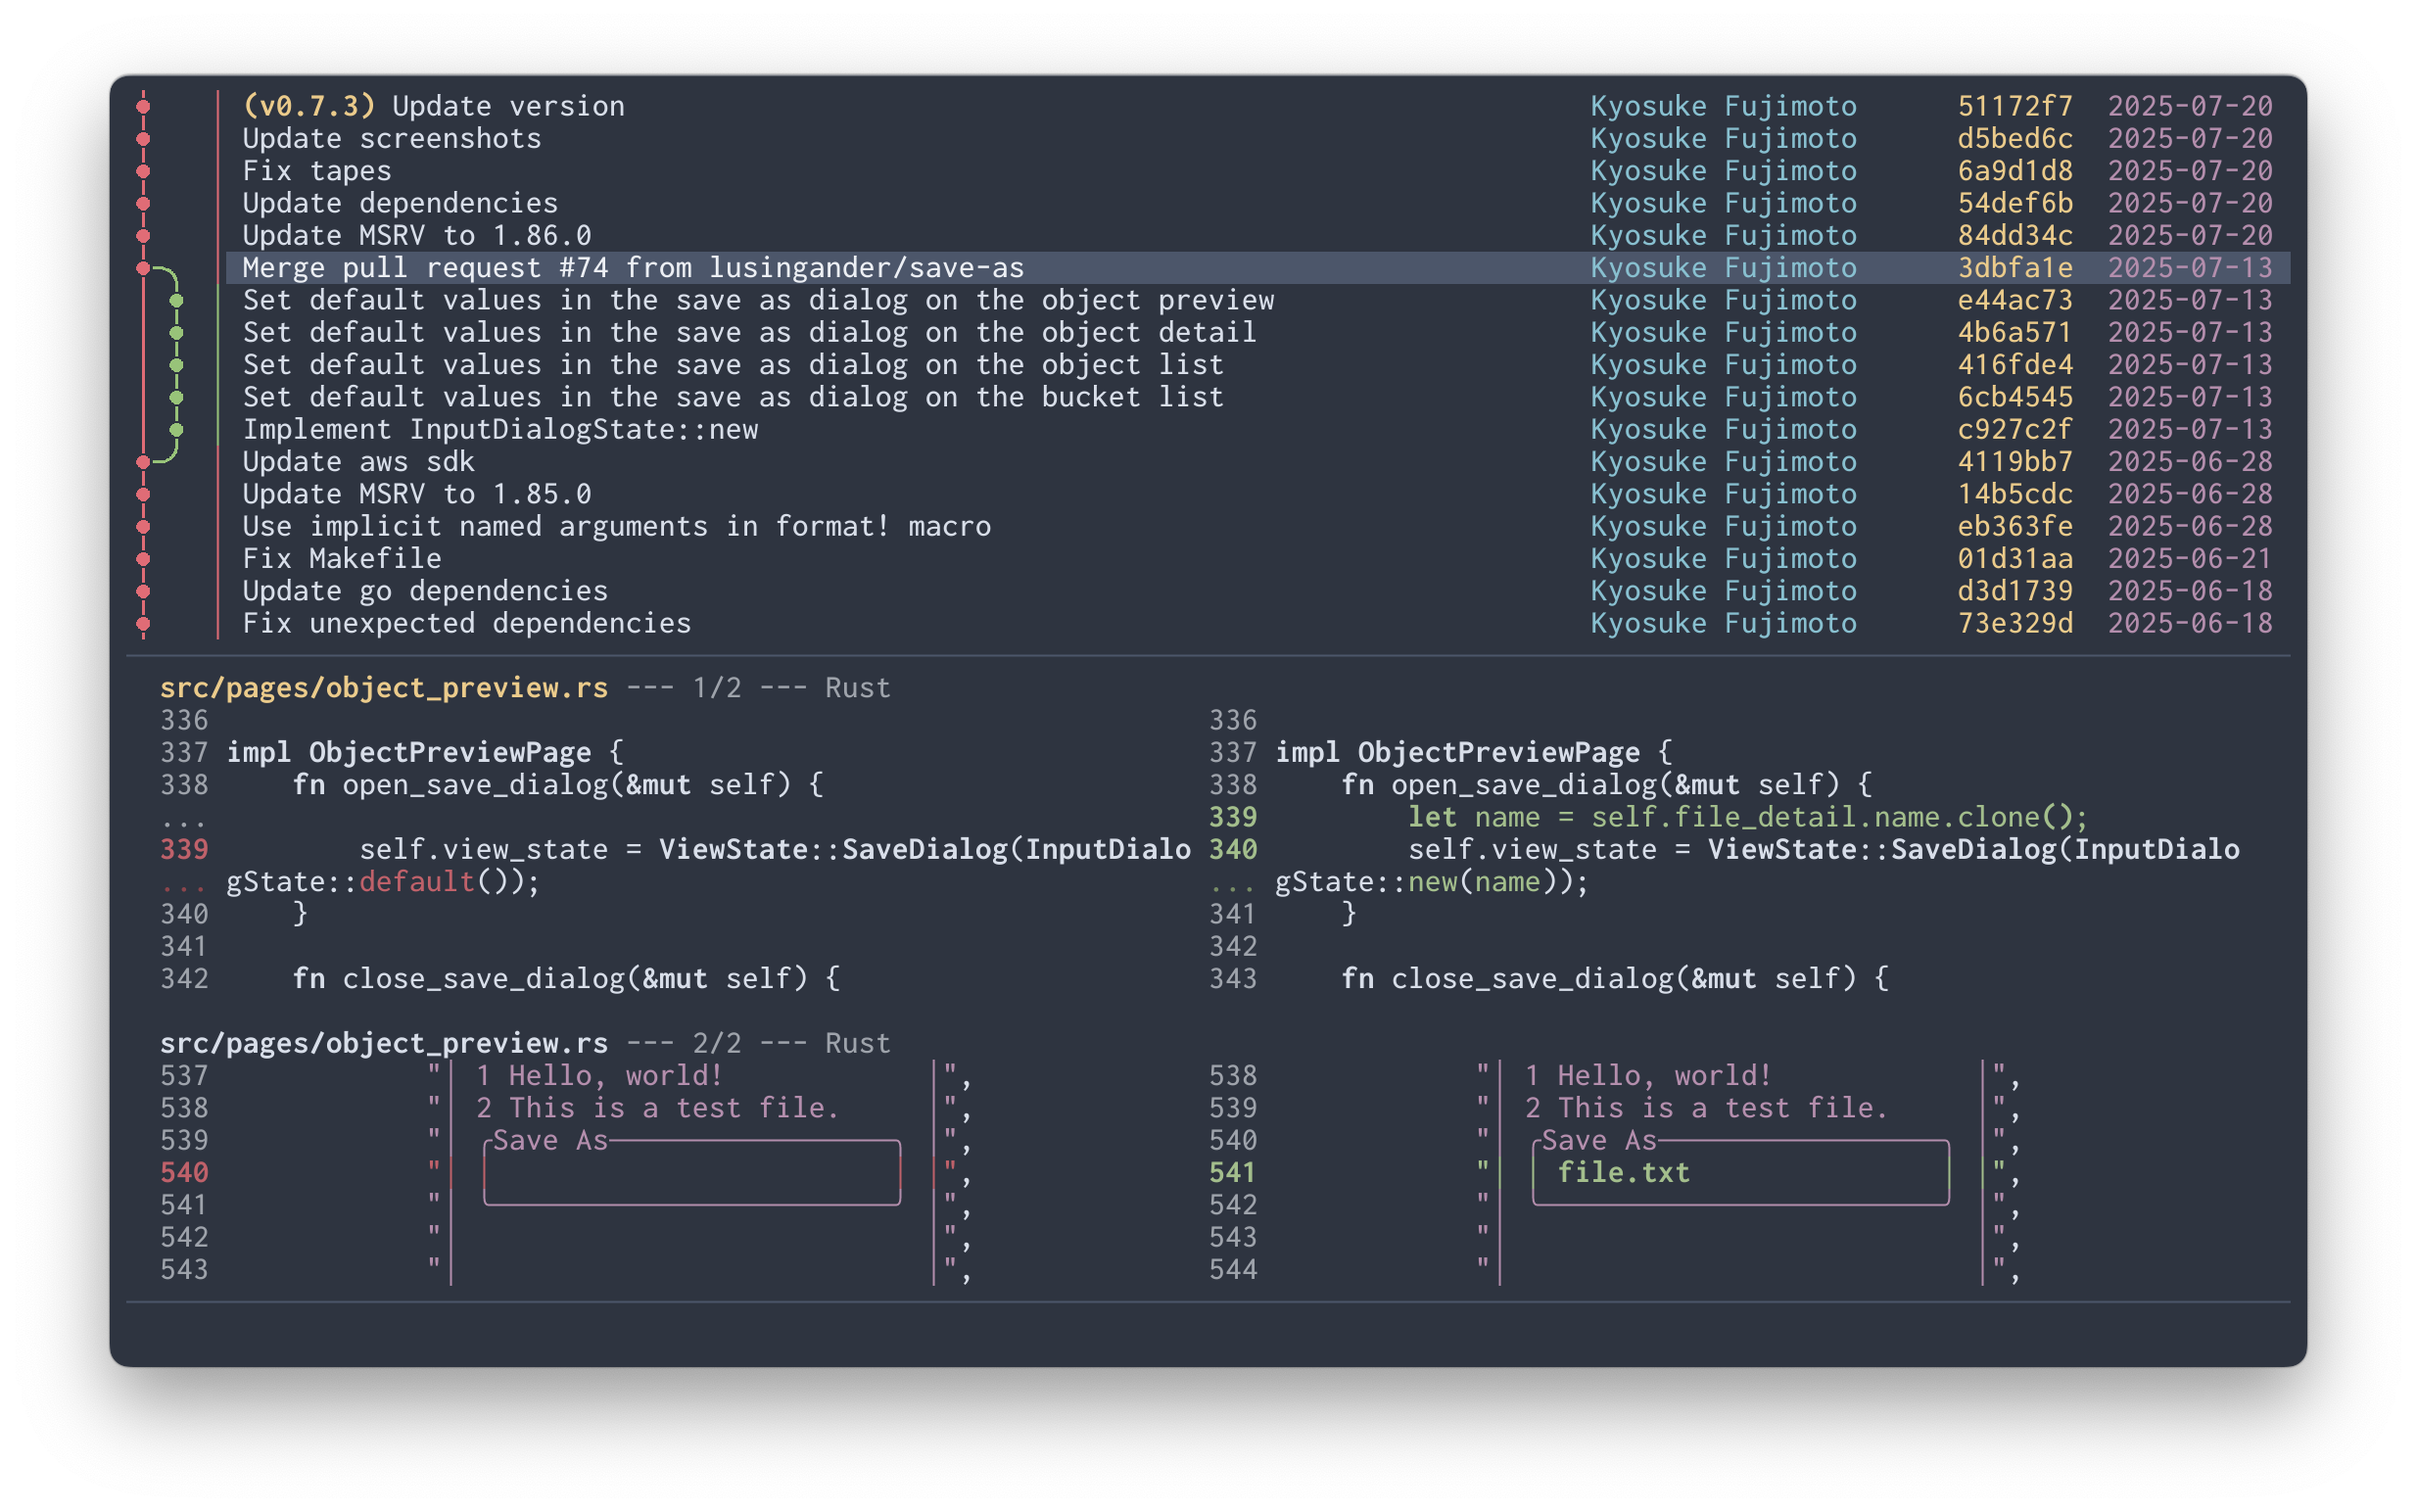 (v0.7.3) Update version Kyosuke Fujimoto 51172f7 2025-07-20
Update screenshots Kyosuke Fujimoto d5bed6c 2025-07-20
Fix tapes Kyosuke Fujimoto 6a9d1d8 2025-07-20
Update dependencies Kyosuke Fujimoto 54def6b 2025-07-20
Update MSRV to 1.86.0 Kyosuke Fujimoto 84dd34c 2025-07-20
Merge pull request #74 from lusingander/save-as Kyosuke Fujimoto 3dbfa1e 2025-07-13
Set default values in the save as dialog on the object preview Kyosuke Fujimoto e44ac73 2025-07-13
Set default values in the save as dialog on the object detail Kyosuke Fujimoto 4b6a571 2025-07-13
Set default values in the save as dialog on the object list Kyosuke Fujimoto 416fde4 2025-07-13
Set default values in the save as dialog on the bucket list Kyosuke Fujimoto 6cb4545 2025-07-13
Implement InputDialogState::new Kyosuke Fujimoto c927c2f 2025-07-13
Update aws sdk Kyosuke Fujimoto 4119bb7 2025-06-28
Update MSRV to 1.85.0 Kyosuke Fujimoto 14b5cdc 2025-06-28
Use implicit named arguments in format! macro Kyosuke Fujimoto eb363fe 2025-06-28
Fix Makefile Kyosuke Fujimoto 01d31aa 2025-06-21
Update go dependencies Kyosuke Fujimoto d3d1739 2025-06-18
Fix unexpected dependencies Kyosuke Fujimoto 73e329d 2025-06-18
src/pages/object_preview.rs --- 1/2 --- Rust
336 336
337 impl ObjectPreviewPage { 337 impl ObjectPreviewPage {
338 fn open_save_dialog(&mut self) { 338 fn open_save_dialog(&mut self) {
... 339 let name = self.file_detail.name.clone();
339 self.view_state = ViewState::SaveDialog(InputDialo 340 self.view_state = ViewState::SaveDialog(InputDialo
... gState::default()); ... gState::new(name));
340 } 341 }
341 342
342 fn close_save_dialog(&mut self) { 343 fn close_save_dialog(&mut self) {
src/pages/object_preview.rs --- 2/2 --- Rust
537 "│ 1 Hello, world! │", 538 "│ 1 Hello, world! │",
538 "│ 2 This is a test file. │", 539 "│ 2 This is a test file. │",
539 "│ ╭Save As─────────────────╮ │", 540 "│ ╭Save As─────────────────╮ │",
540 "│ │ │ │", 541 "│ │ file.txt │ │",
541 "│ ╰────────────────────────╯ │", 542 "│ ╰────────────────────────╯ │",
542 "│ │", 543 "│ │",
543 "│ │", 544 "│ │",